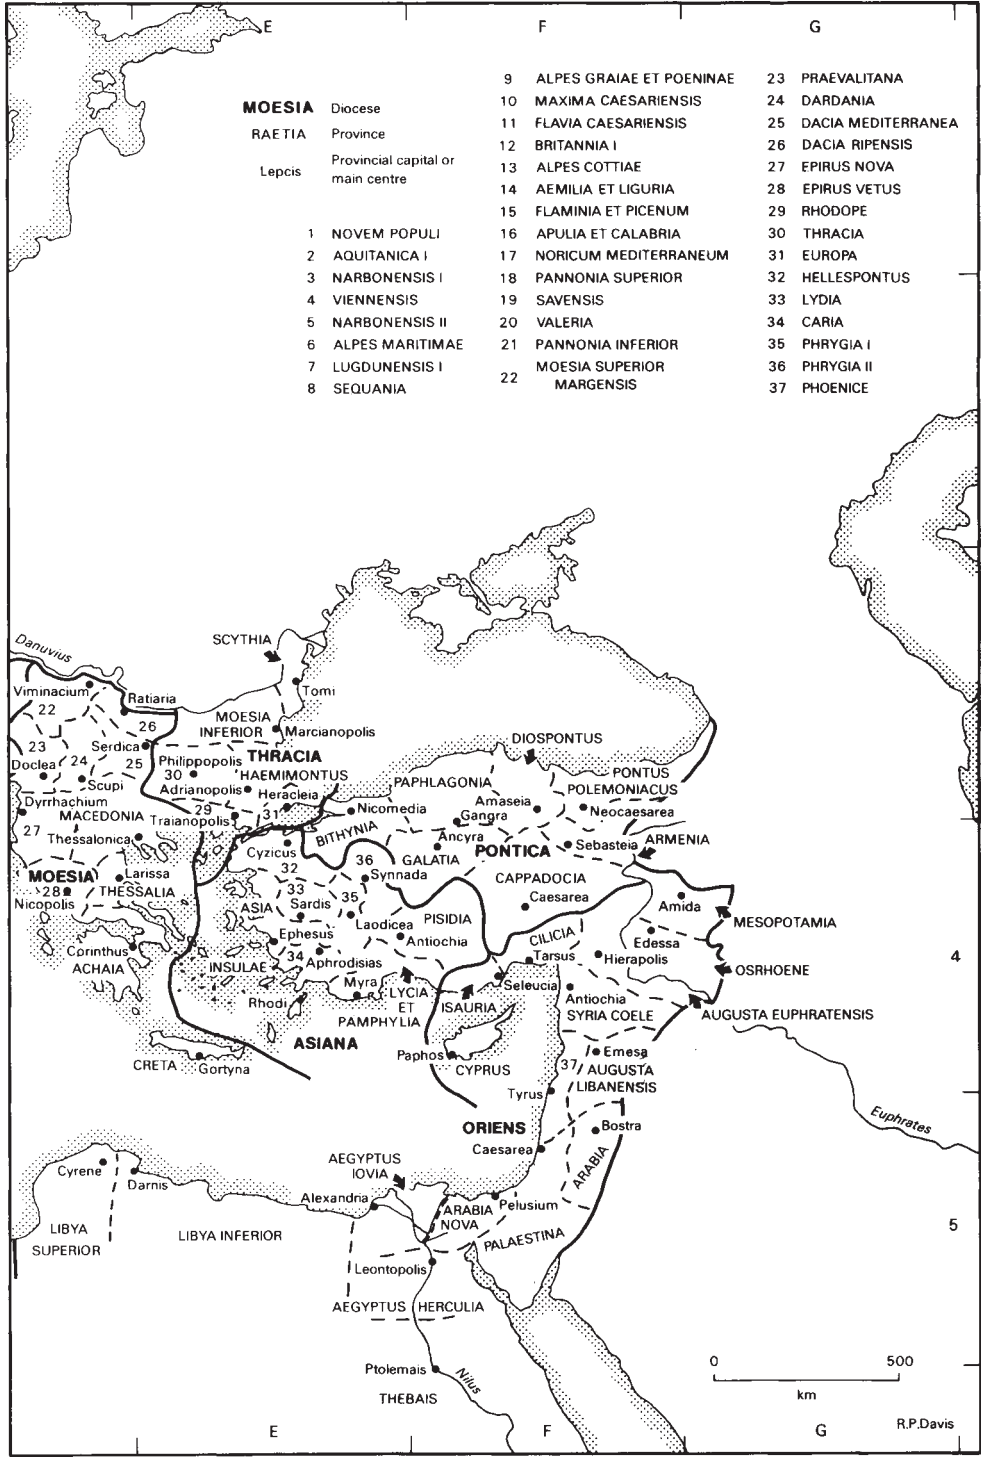 E
F
G
MOESIA Diocese
RAETIA Province
Lepcis Provincial capital or
main centre
1 NOVEM POPULI
2 AQUITANICA I
3 NARBONENSIS I
4 VIENNENSIS
5 NARBONENSIS II
6 ALPES MARITIMAE
7 LUGDUNENSIS I
8 SEQUANIA
9 ALPES GRAIAE ET POENINAE
10 MAXIMA CAESARIENSIS
11 FLAVIA CAESARIENSIS
12 BRITANNIA I
13 ALPES COTTIAE
14 AEMILIA ET LIGURIA
15 FLAMINIA ET PICENUM
16 APULIA ET CALABRIA
17 NORICUM MEDITERRANEUM
18 PANNONIA SUPERIOR
19 SAVENSIS
20 VALERIA
21 PANNONIA INFERIOR
22 MOESIA SUPERIOR
MARGENSIS
23 PRAEVALITANA
24 DARDANIA
25 DACIA MEDITERRANEA
26 DACIA RIPENSIS
27 EPIRUS NOVA
28 EPIRUS VETUS
29 RHODOPE
30 THRACIA
31 EUROPA
32 HELLESPONTUS
33 LYDIA
34 CARIA
35 PHRYGIA I
36 PHRYGIA II
37 PHOENICE
SCYTHIA
Danuvius
Viminacium
Ratiaria
Tomi
22
26
MOESIA
INFERIOR
Marcianopolis
23
Serdica
THRACIA
DIOSPONTUS
Doclea
24
25
Philippopolis
30
HAEMIMONTUS
PAPHLAGONIA
PONTUS
POLEMONIACUS
Scupi
Adrianopolis
Heracleia
Amaseia
Dyrrhachium
MACEDONIA
29
31
Nicomedia
Gangra
Neocaesarea
27
Traianopolis
BITHYNIA
Thessalonica
Cyzicus
Ancyra
Sebasteia
ARMENIA
32
36
GALATIA
PONTICA
MOESIA
Larissa
Synnada
CAPPADOCIA
28
THESSALIA
33
Nicopolis
ASIA
Sardis
35
Caesarea
Amida
MESOPOTAMIA
Laodicea
PISIDIA
Ephesus
Antiochia
CILICIA
Edessa
Corinthus
34
Aphrodisias
Tarsus
Hierapolis
4
ACHAIA
INSULAE
OSRHOENE
Myra
Seleucia
Rhodi
LYCIA
ET
PAMPHYLIA
ISAURIA
Antiochia
SYRIA COELE
AUGUSTA EUPHRATENSIS
ASIANA
CRETA
Gortyna
Paphos
CYPRUS
Emesa
37
AUGUSTA
LIBANENSIS
Tyrus
Euphrates
ORIENS
Bostra
Caesarea
AEGYPTUS
IOVIA
ARABIA
Cyrene
Darnis
Alexandria
ARABIA
NOVA
Pelusium
LIBYA
SUPERIOR
LIBYA INFERIOR
PALAESTINA
5
Leontopolis
AEGYPTUS HERCULIA
Ptolemais
Nilus
THEBAIS
0 500
km
R.P.Davis
E
F
G